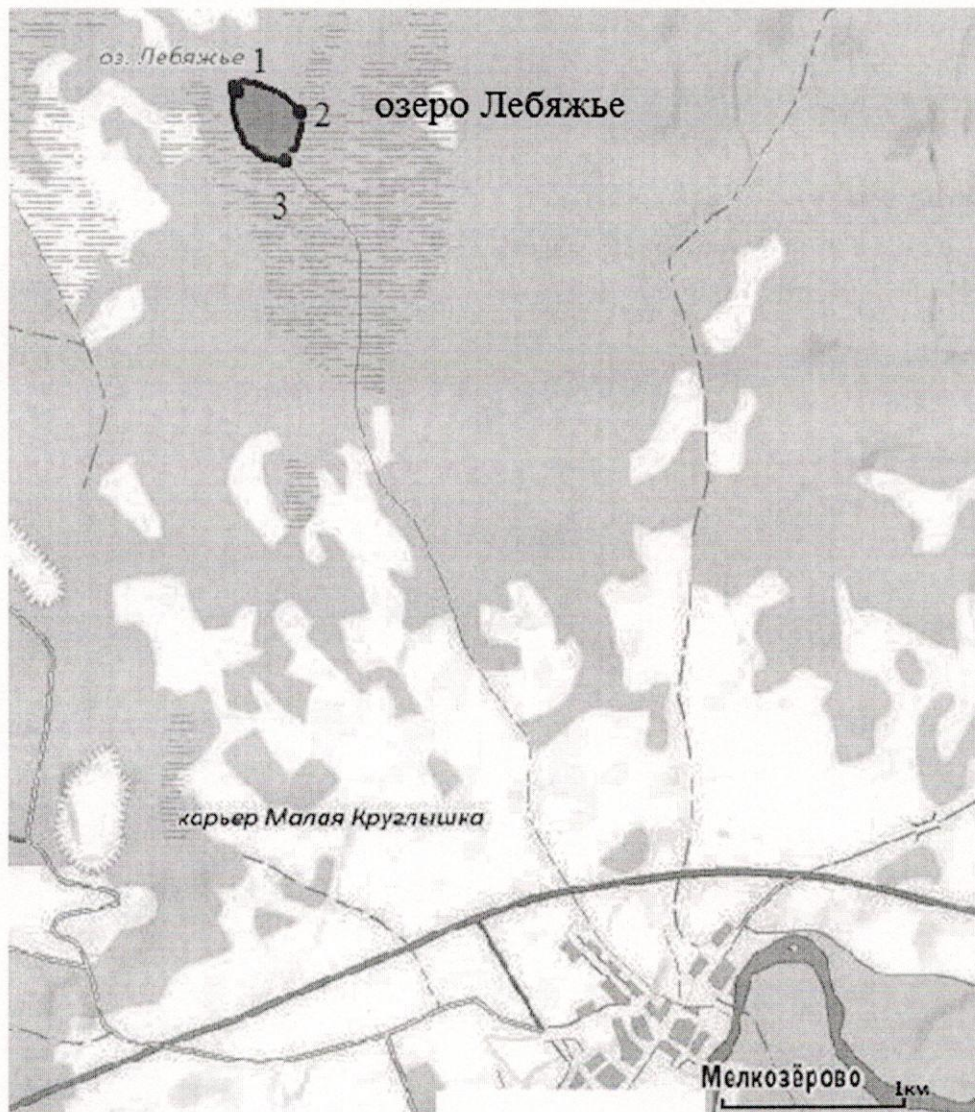 оз. Лебяжье
1
2
озеро Лебяжье
3
карьер Малая Круглышка
Мелкозёрово
1км